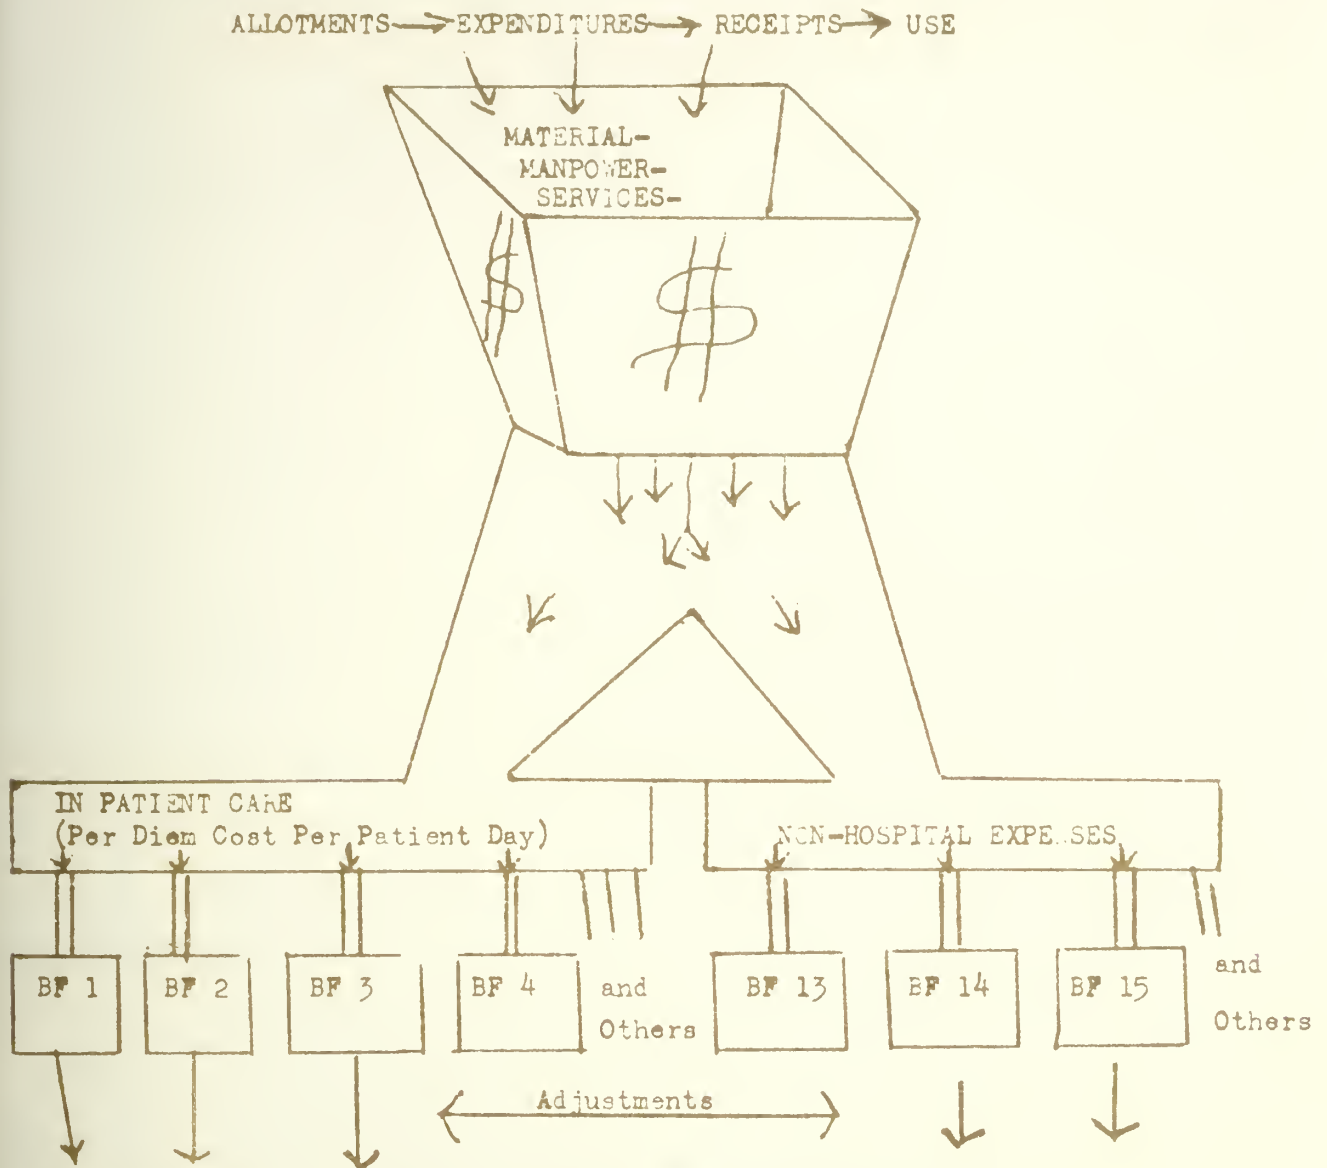 ALLOTMENTS EXPENDITURES RECEIPTS USE
MATERIAL-
MANPOWER-
SERVICES-
$ $
IN PATIENT CARE
(Per Diem Cost Per Patient Day)
NON-HOSPITAL EXPENSES
BF 1 BF 2 BF 3 BF 4 and BF 13 BF 14 BF 15 and
Others Others
Adjustments